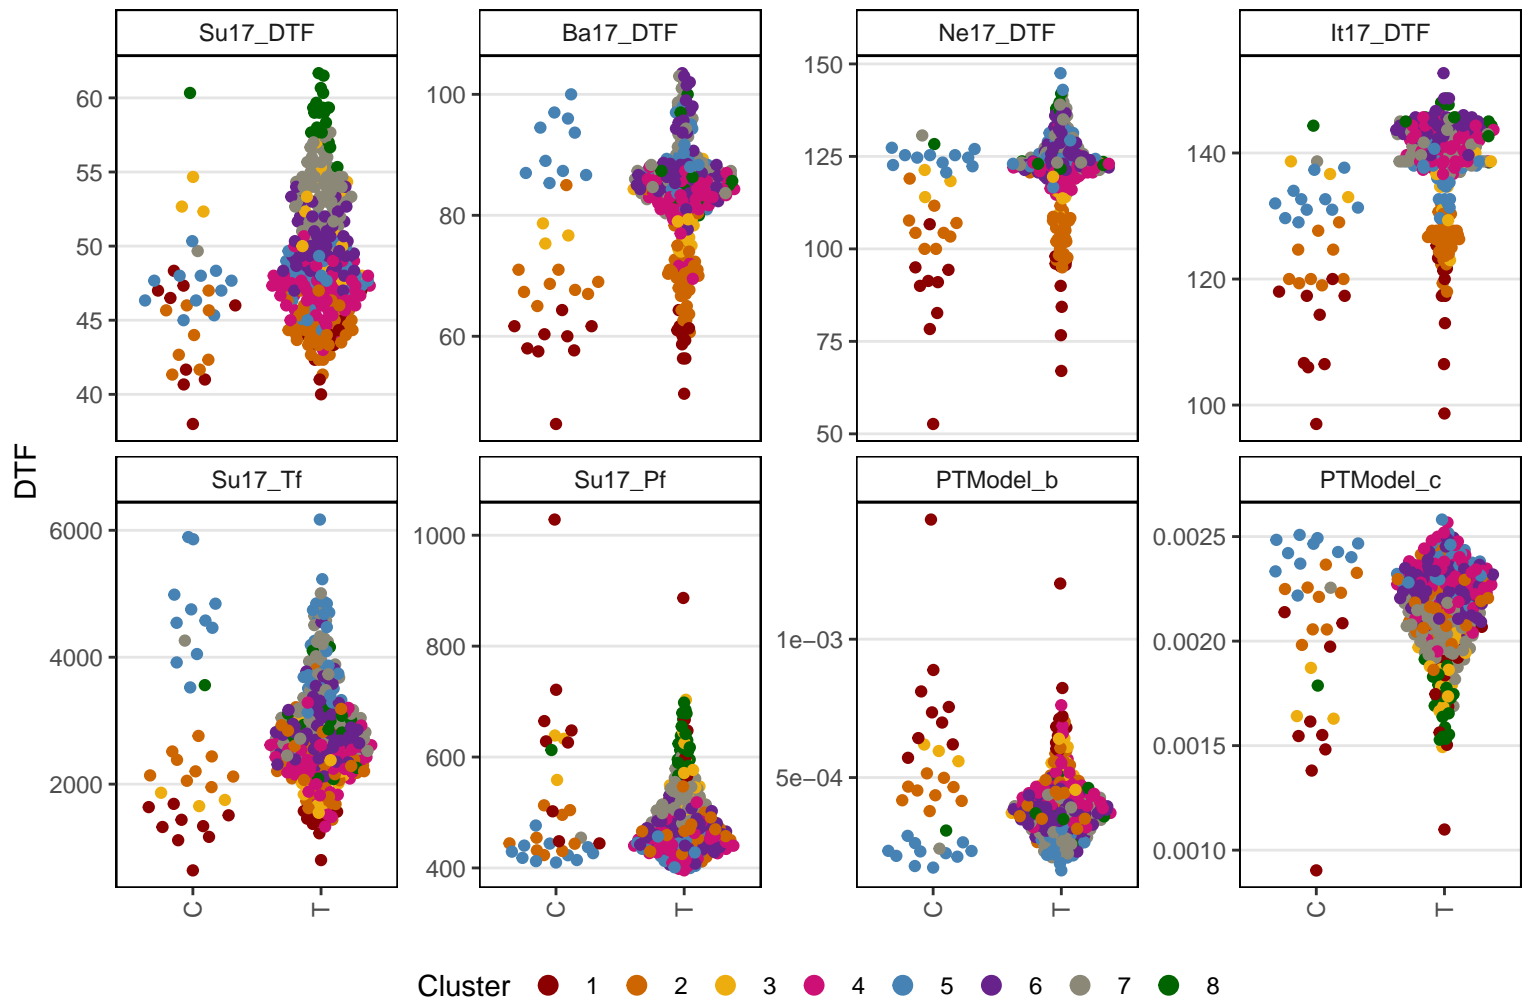 Su17_DTF
Ba17_DTF
Ne17_DTF
It17_DTF
60
55
50
45
40
100
80
60
150
125
100
75
50
140
120
100
DTF
Su17_Tf
Su17_Pf
PTModel_b
PTModel_c
6000
4000
2000
1000
800
600
400
1e−03
5e−04
0.0025
0.0020
0.0015
0.0010
C
T
C
T
C
T
C
T
Cluster 1 2 3 4 5 6 7 8